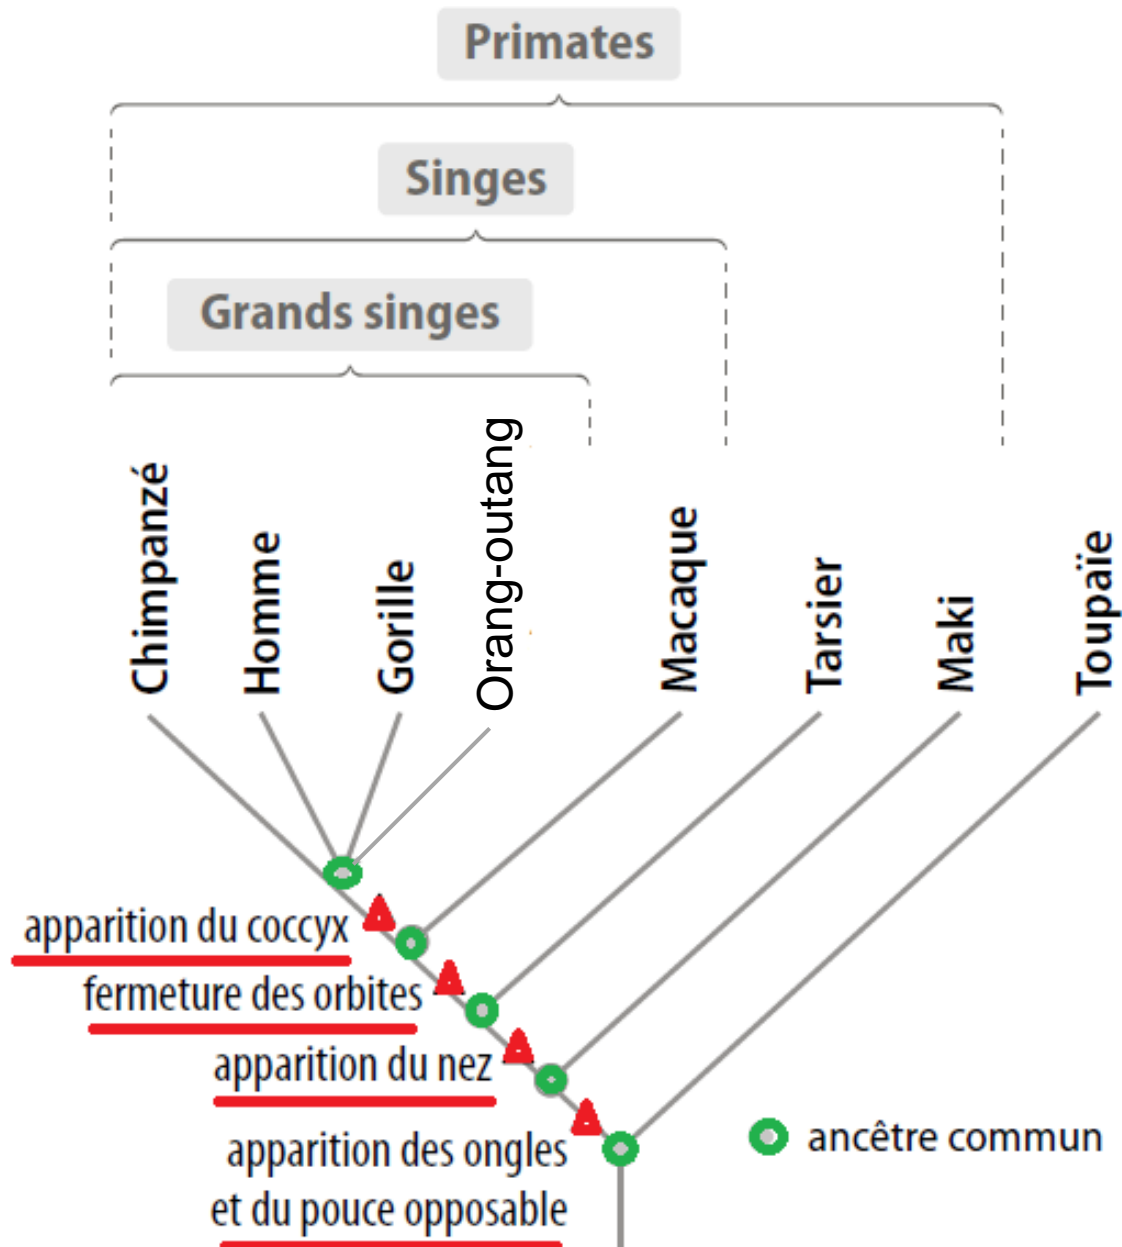 Primates
Singes
Grands singes
Chimpanzé
Homme
Gorille
Orang-outang
Macaque
Tarsier
Maki
Toupaïe
apparition du coccyx
fermeture des orbites
apparition du nez
apparition des ongles
et du pouce opposable
ancêtre commun